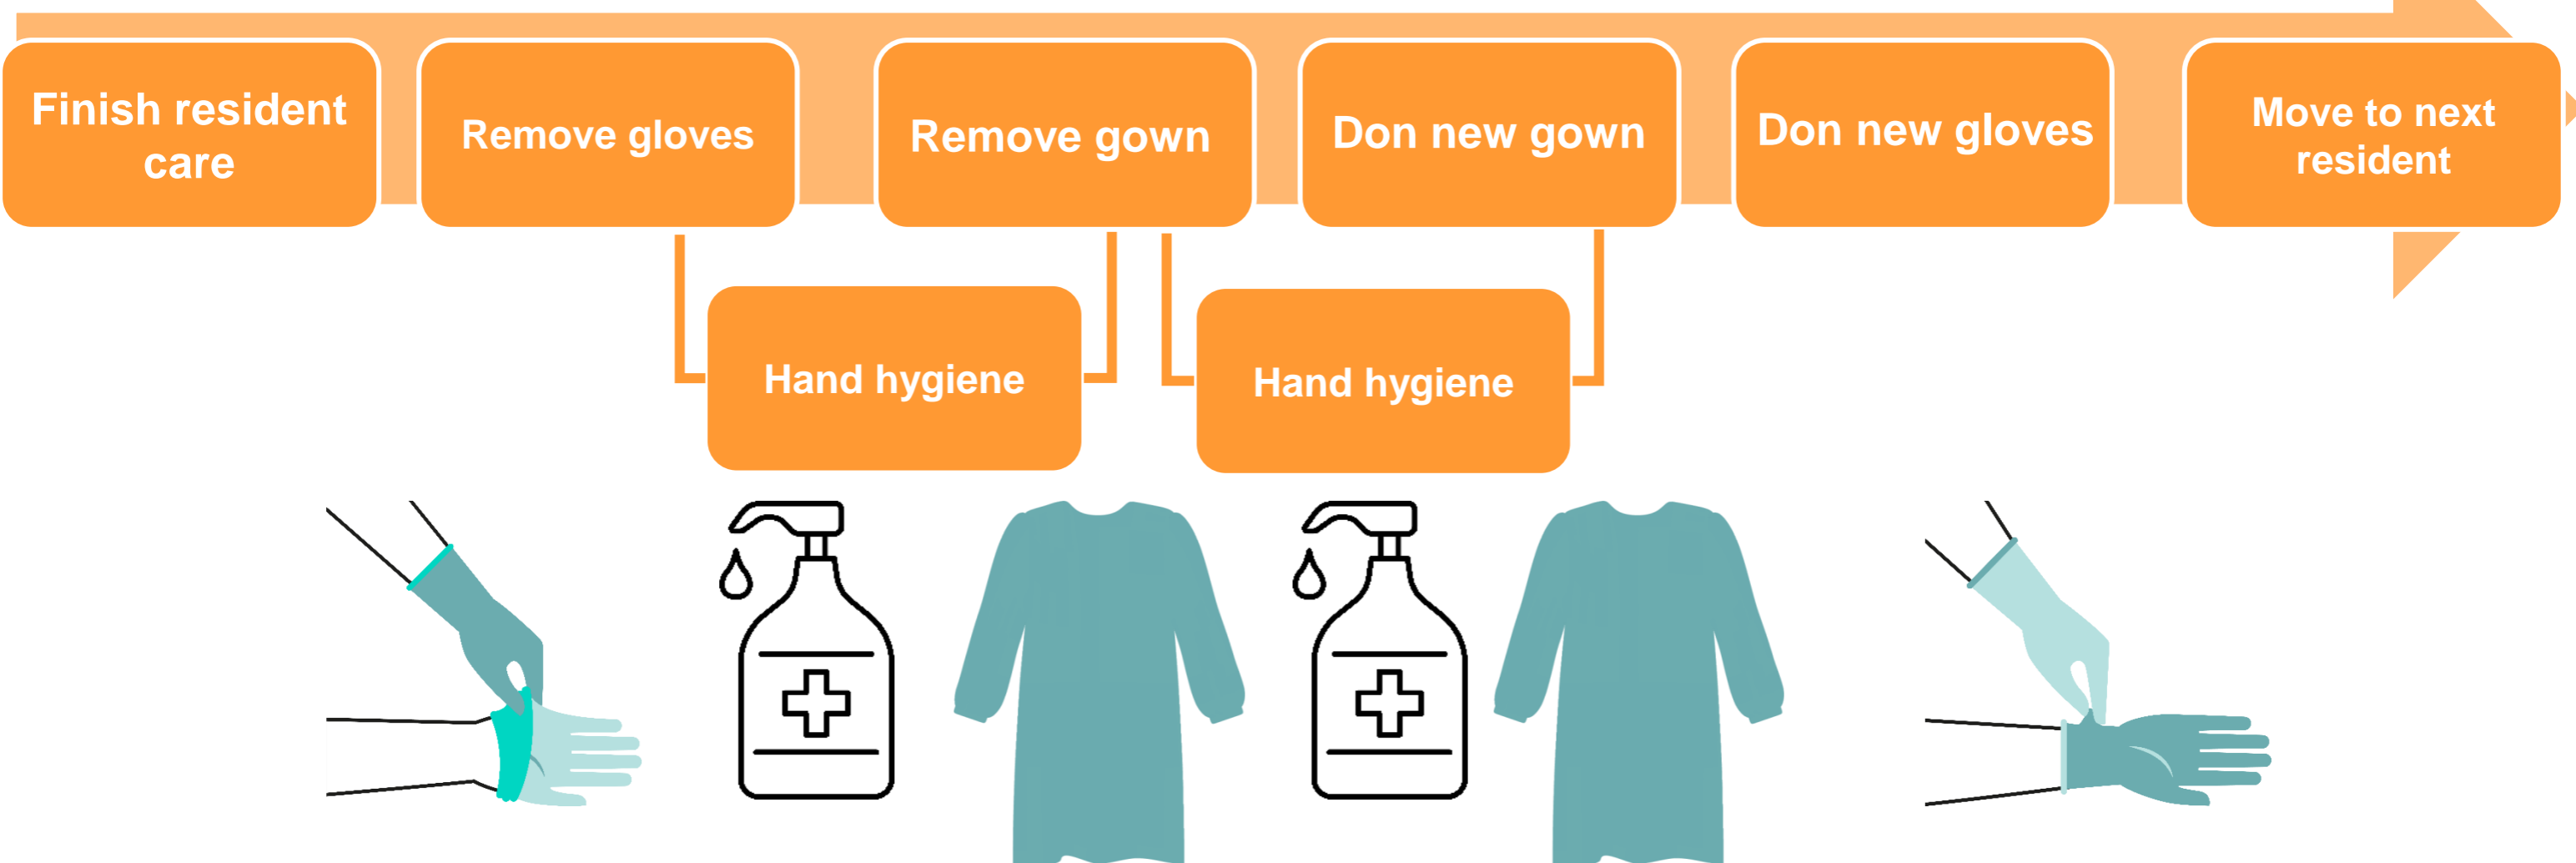 Finish resident
care
Remove gloves
Remove gown
Don new gown
Don new gloves
Move to next
resident
Hand hygiene
Hand hygiene